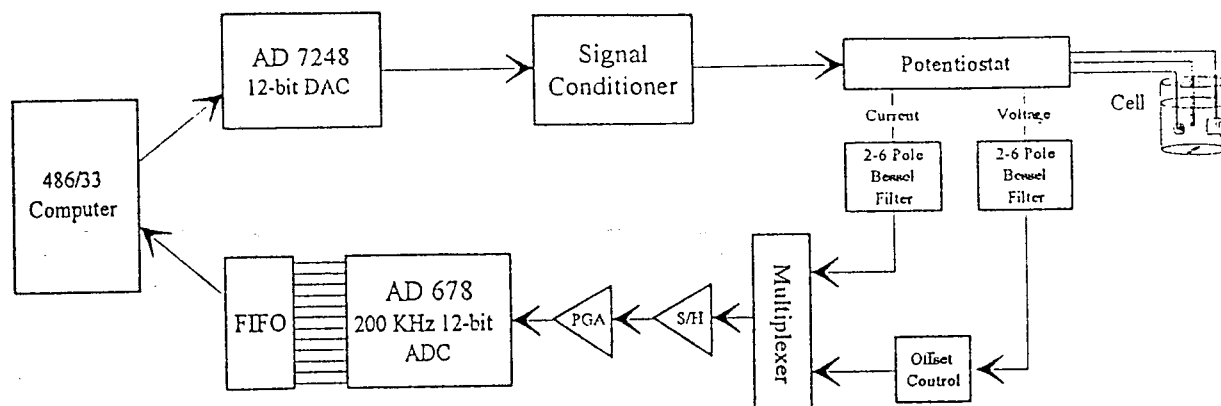 AD 7248
12-bit DAC
Signal
Conditioner
Potentiostat
Cell
Current
Voltage
2-6 Pole
Bessel
Filter
2-6 Pole
Bessel
Filter
486/33
Computer
FIFO
AD 678
200 KHz 12-bit
ADC
PGA
S/H
Multiplexer
Offset
Control